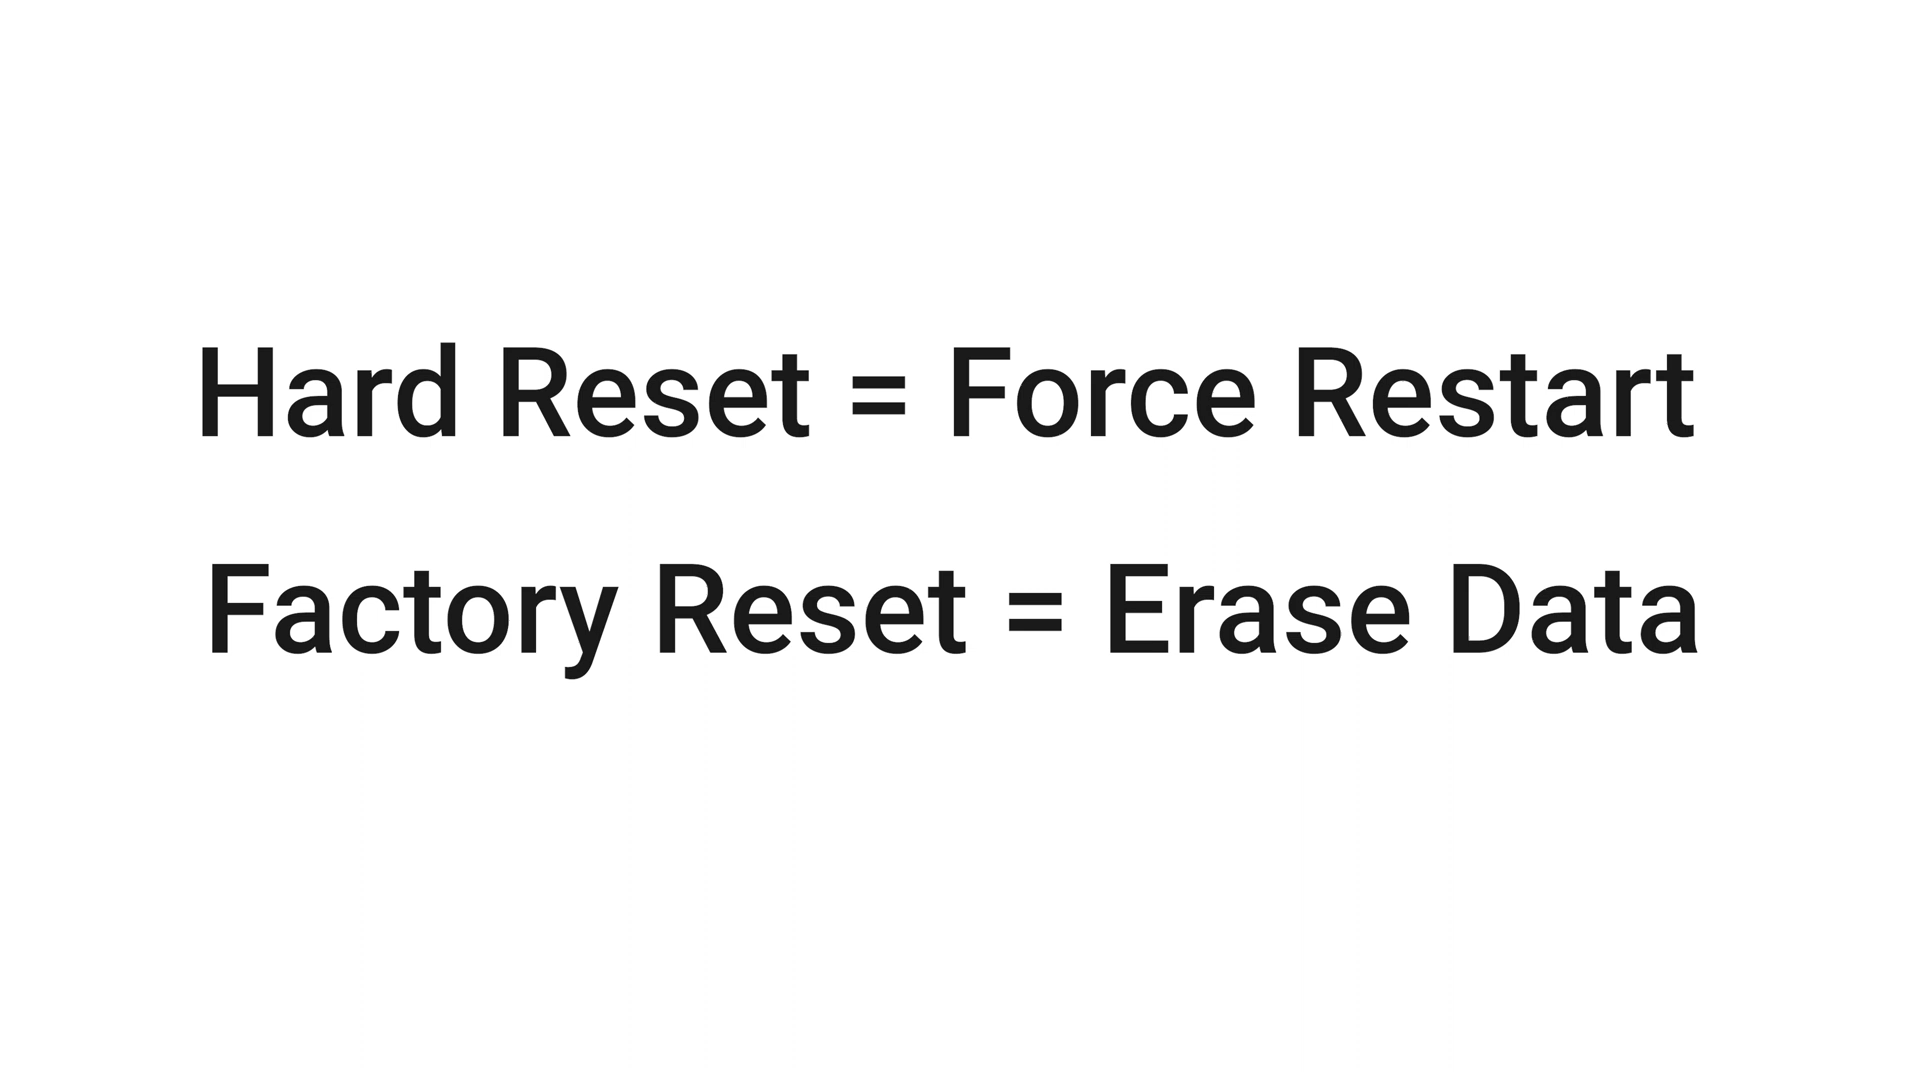 Hard Reset = Force Restart
Factory Reset = Erase Data